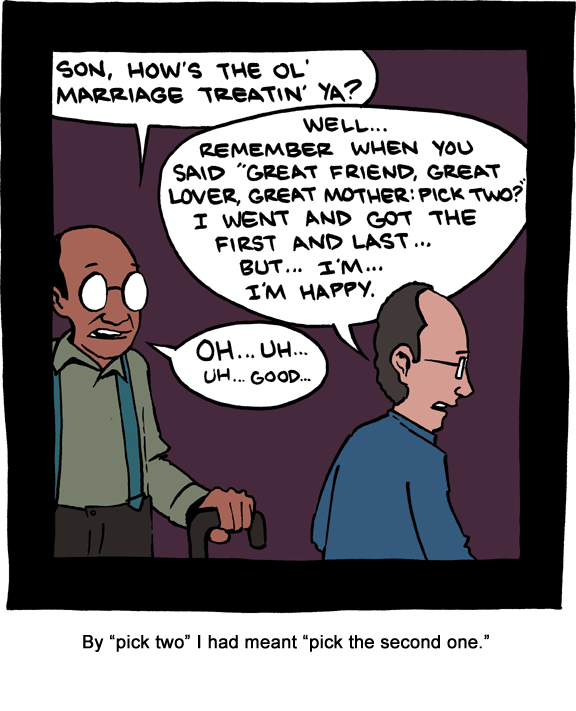 SON, HOW'S THE OL'
MARRIAGE TREATIN' YA?
WELL...
REMEMBER WHEN YOU
SAID "GREAT FRIEND, GREAT
LOVER, GREAT MOTHER: PICK TWO?"
I WENT AND GOT THE
FIRST AND LAST...
BUT... I'M...
I'M HAPPY.
OH... UH...
UH... GOOD...
By “pick two” I had meant “pick the second one.”